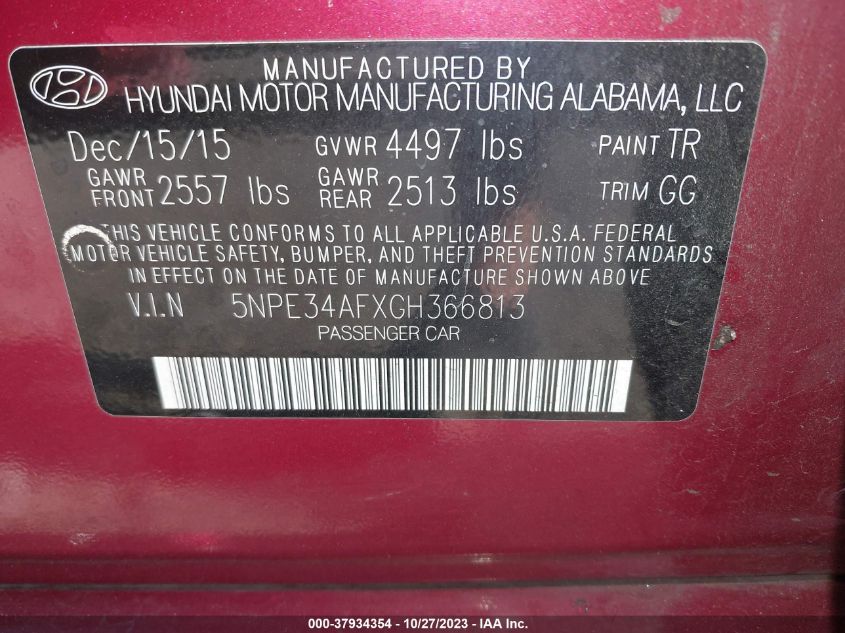 MANUFACTURED BY
HYUNDAI MOTOR MANUFACTURING ALABAMA, LLC
Dec/15/15 GVWR 4497 lbs PAINT TR
GAWR FRONT 2557 lbs GAWR REAR 2513 lbs TRIM GG
THIS VEHICLE CONFORMS TO ALL APPLICABLE U.S.A. FEDERAL
MOTOR VEHICLE SAFETY, BUMPER, AND THEFT PREVENTION STANDARDS
IN EFFECT ON THE DATE OF MANUFACTURE SHOWN ABOVE
V.I.N 5NPE34AFXGH366813
PASSENGER CAR
000-37934354 - 10/27/2023 - IAA Inc.